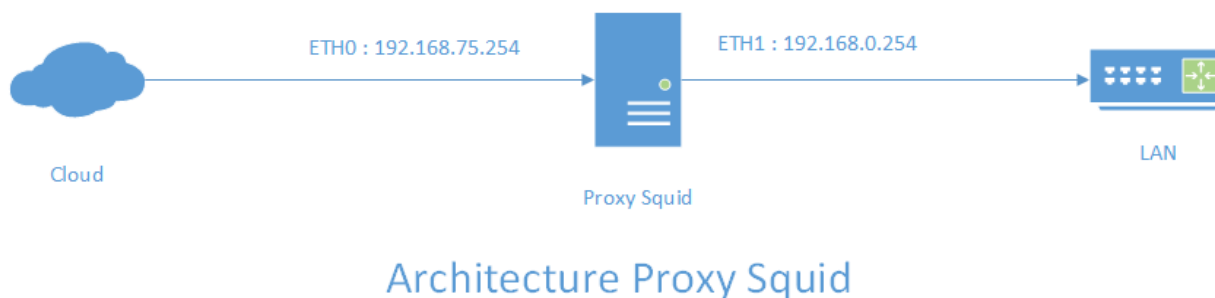 ETH0 : 192.168.75.254
ETH1 : 192.168.0.254
Cloud
Proxy Squid
LAN
Architecture Proxy Squid